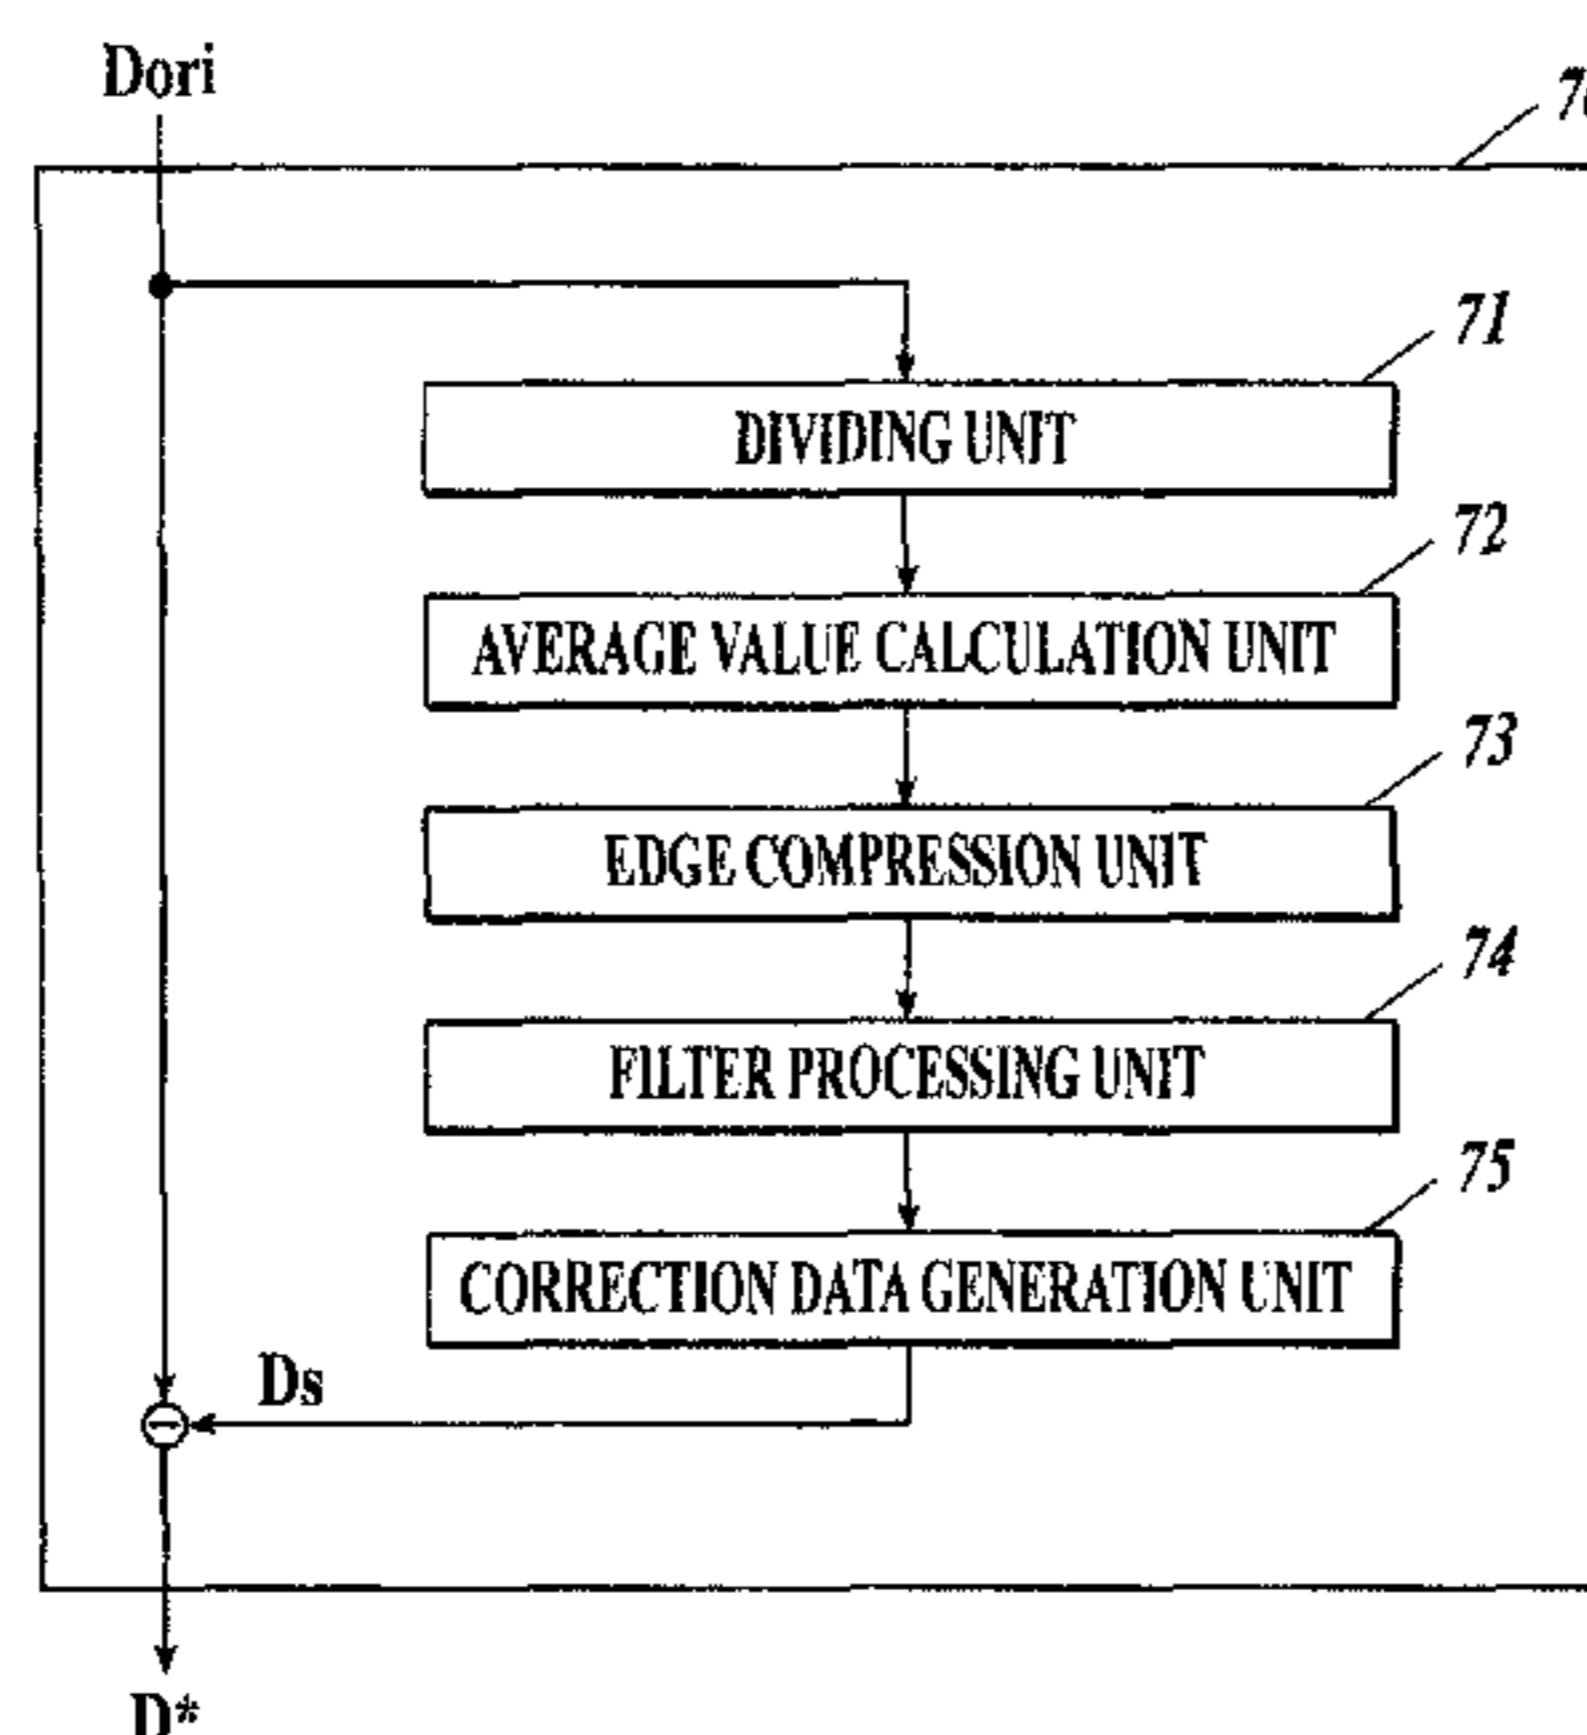 Dori
71
DIVIDING UNIT
72
AVERAGE VALUE CALCULATION UNIT
73
EDGE COMPRESSION UNIT
74
FILTER PROCESSING UNIT
75
CORRECTION DATA GENERATION UNIT
Ds
D*